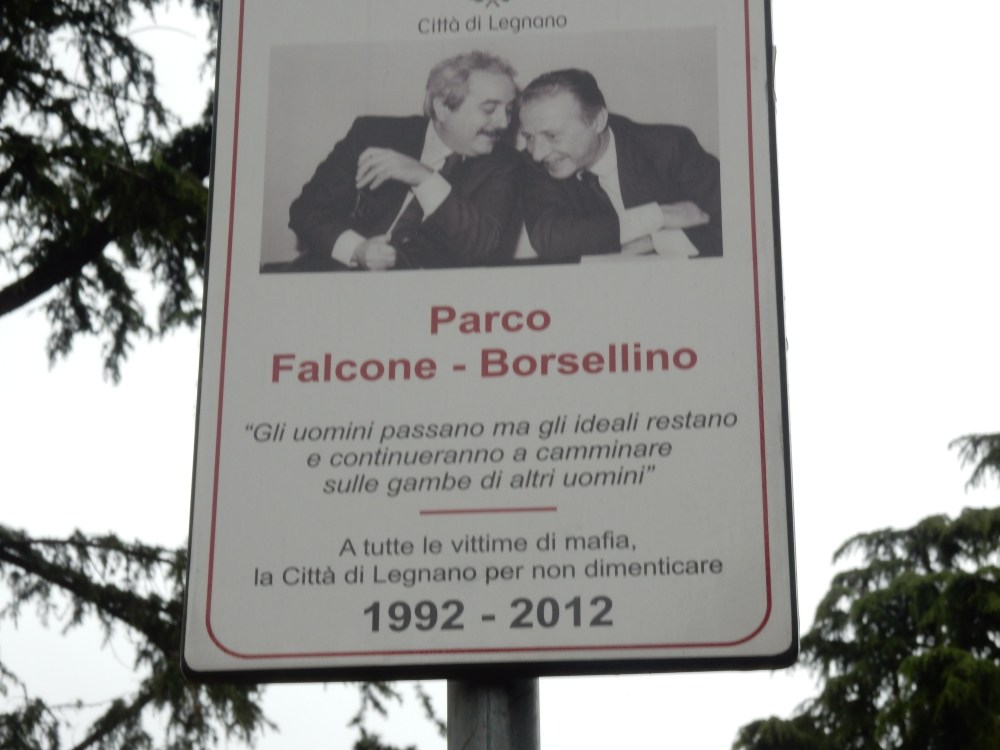 Città di Legnano
Parco
Falcone - Borsellino
“Gli uomini passano ma gli ideali restano
e continueranno a camminare
sulle gambe di altri uomini”
A tutte le vittime di mafia,
la Città di Legnano per non dimenticare
1992 - 2012